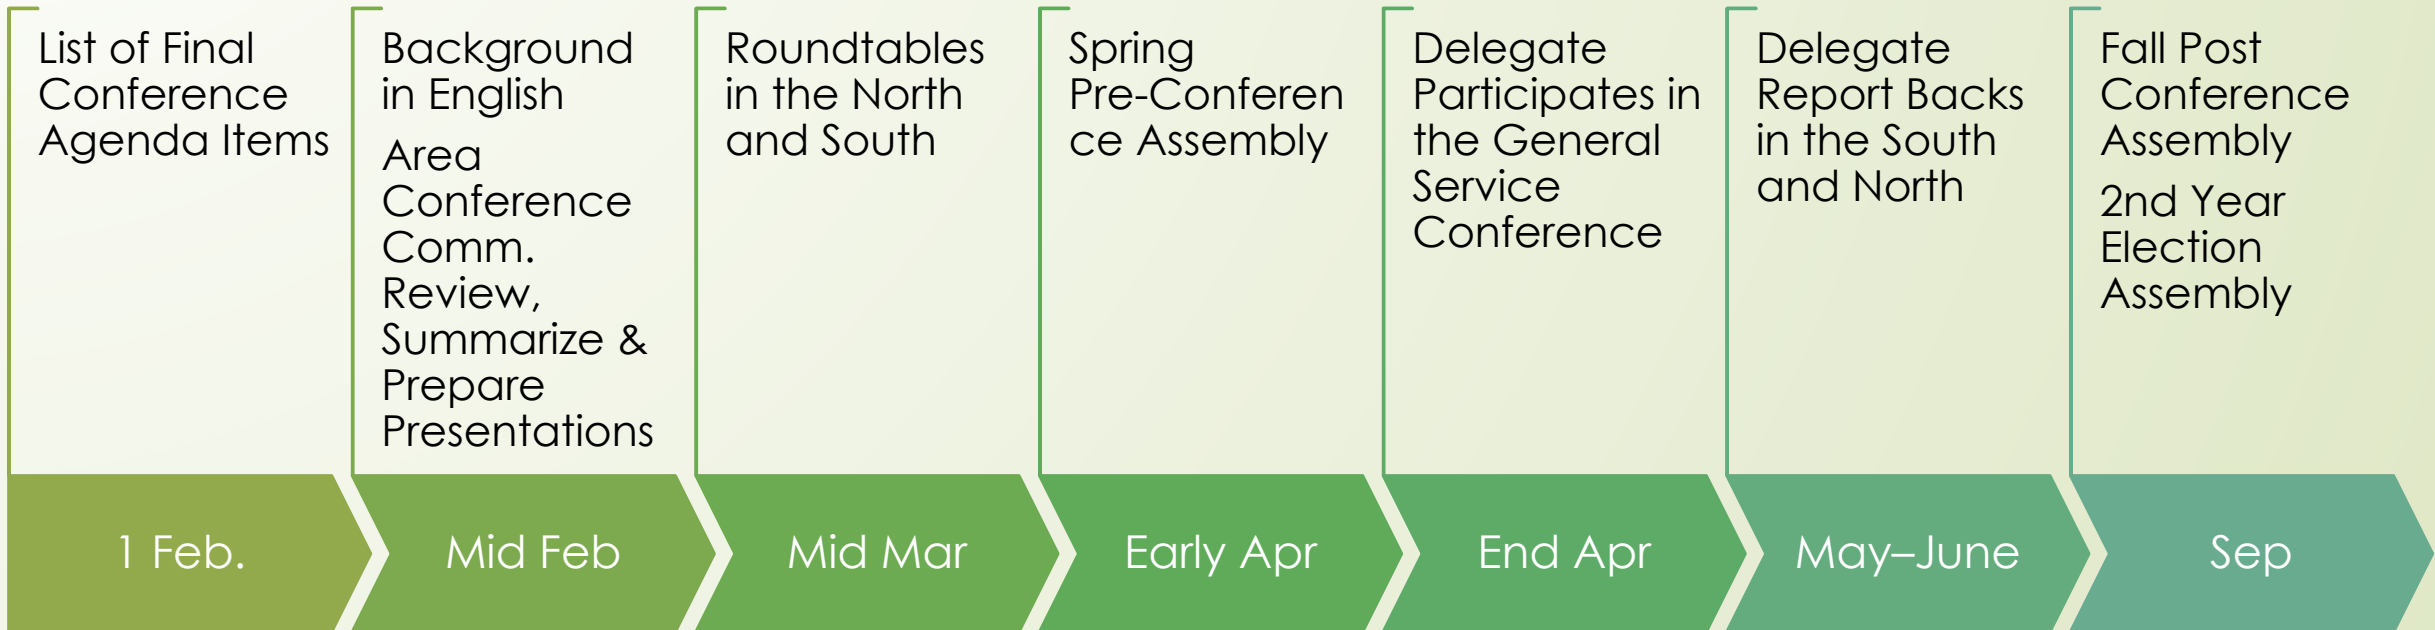 List of Final
Conference
Agenda Items
Background
in English
Area
Conference
Comm.
Review,
Summarize &
Prepare
Presentations
Roundtables
in the North
and South
Spring
Pre-Conferen
ce Assembly
Delegate
Participates in
the General
Service
Conference
Delegate
Report Backs
in the South
and North
Fall Post
Conference
Assembly
2nd Year
Election
Assembly
1 Feb.
Mid Feb
Mid Mar
Early Apr
End Apr
May–June
Sep